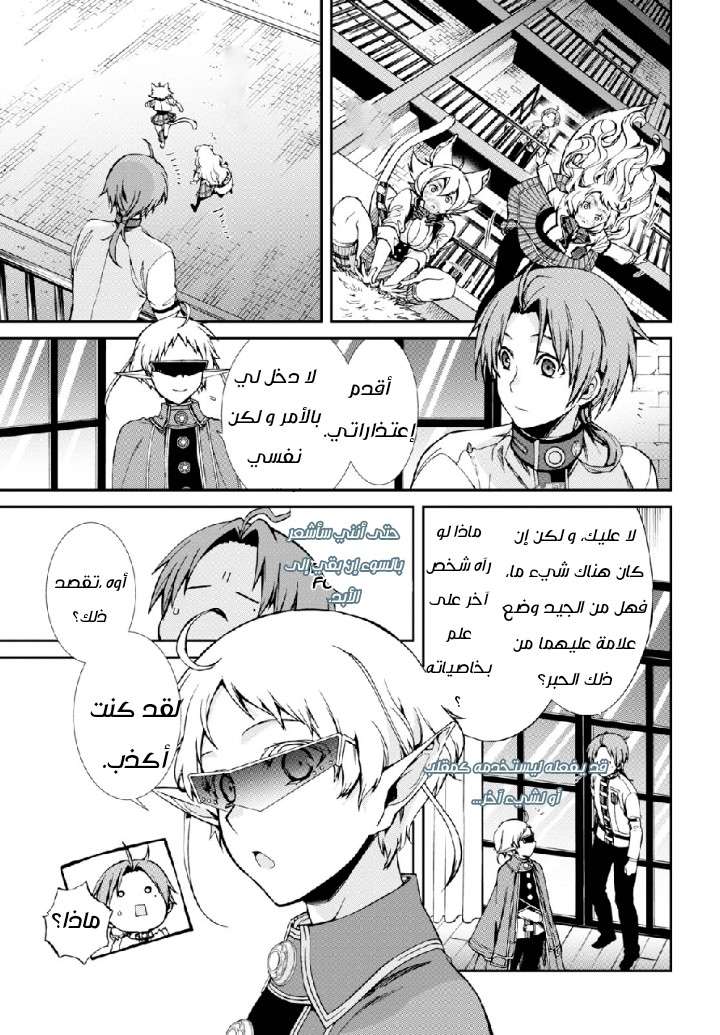 أقدم
إعتذاراتي.
لا دخل لي
بالأمر و لكن
نفسي
لا عليك، و لكن إن
كان هناك شيء ما,
فهل من الجيد وضع
علامة عليهما من
ذلك الحبر؟
ماذا لو
رآه شخص
آخر على
علم
بخاصياته
؟
قد يفعله ليستخدمه كمقلب
أو لشيء آخر...
حتى أنني سأشعر
بالسوء إن بقي إلى
الأبد.
أوه ,تقصد
ذلك؟
لقد كنت
أكذب.
ماذا؟